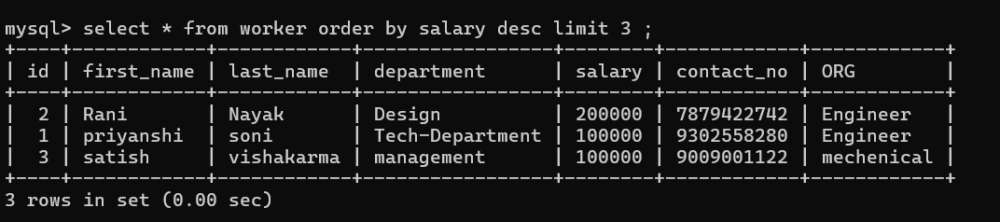 mysql> select * from worker order by salary desc limit 3 ;
+----+------------+------------+-----------------+--------+------------+------------+
| id | first_name | last_name  | department      | salary | contact_no | ORG        |
+----+------------+------------+-----------------+--------+------------+------------+
|  2 | Rani       | Nayak      | Design          | 200000 | 7879422742 | Engineer   |
|  1 | priyanshi  | soni       | Tech-Department | 100000 | 9302558280 | Engineer   |
|  3 | satish     | vishakarma | management      | 100000 | 9009001122 | mechenical |
+----+------------+------------+-----------------+--------+------------+------------+
3 rows in set (0.00 sec)